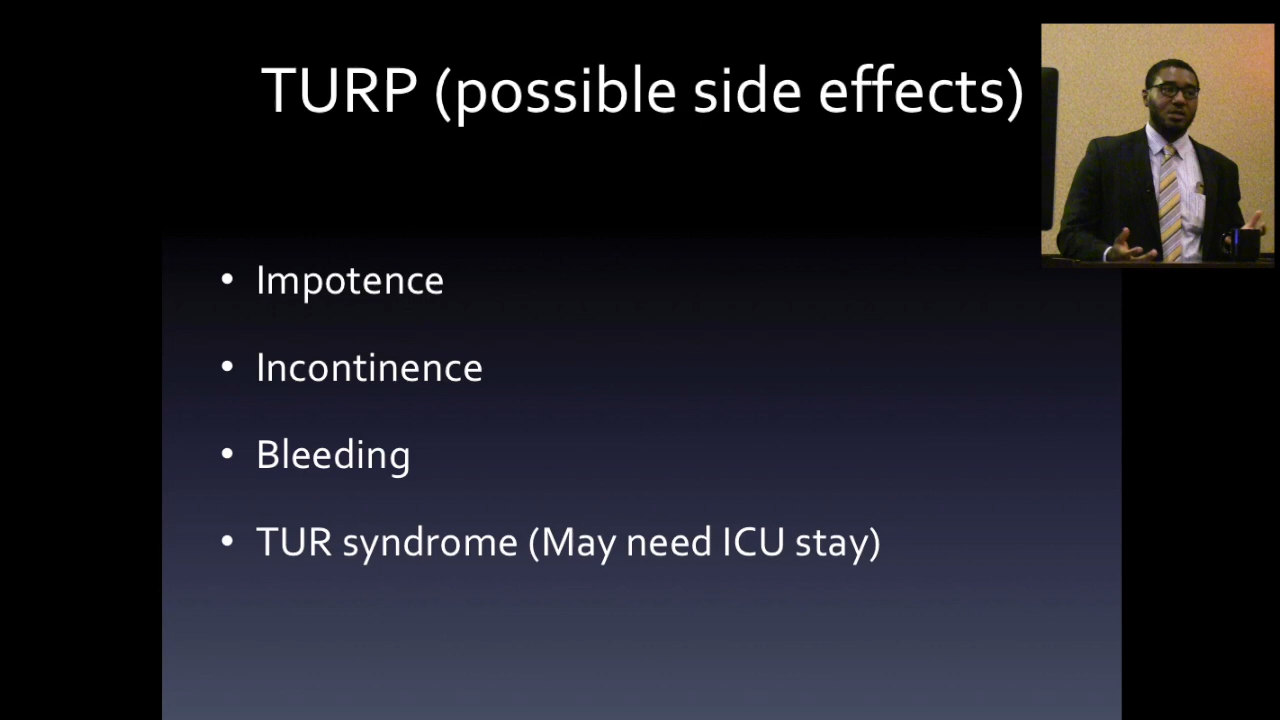 TURP (possible side effects)
• Impotence
• Incontinence
• Bleeding
• TUR syndrome (May need ICU stay)